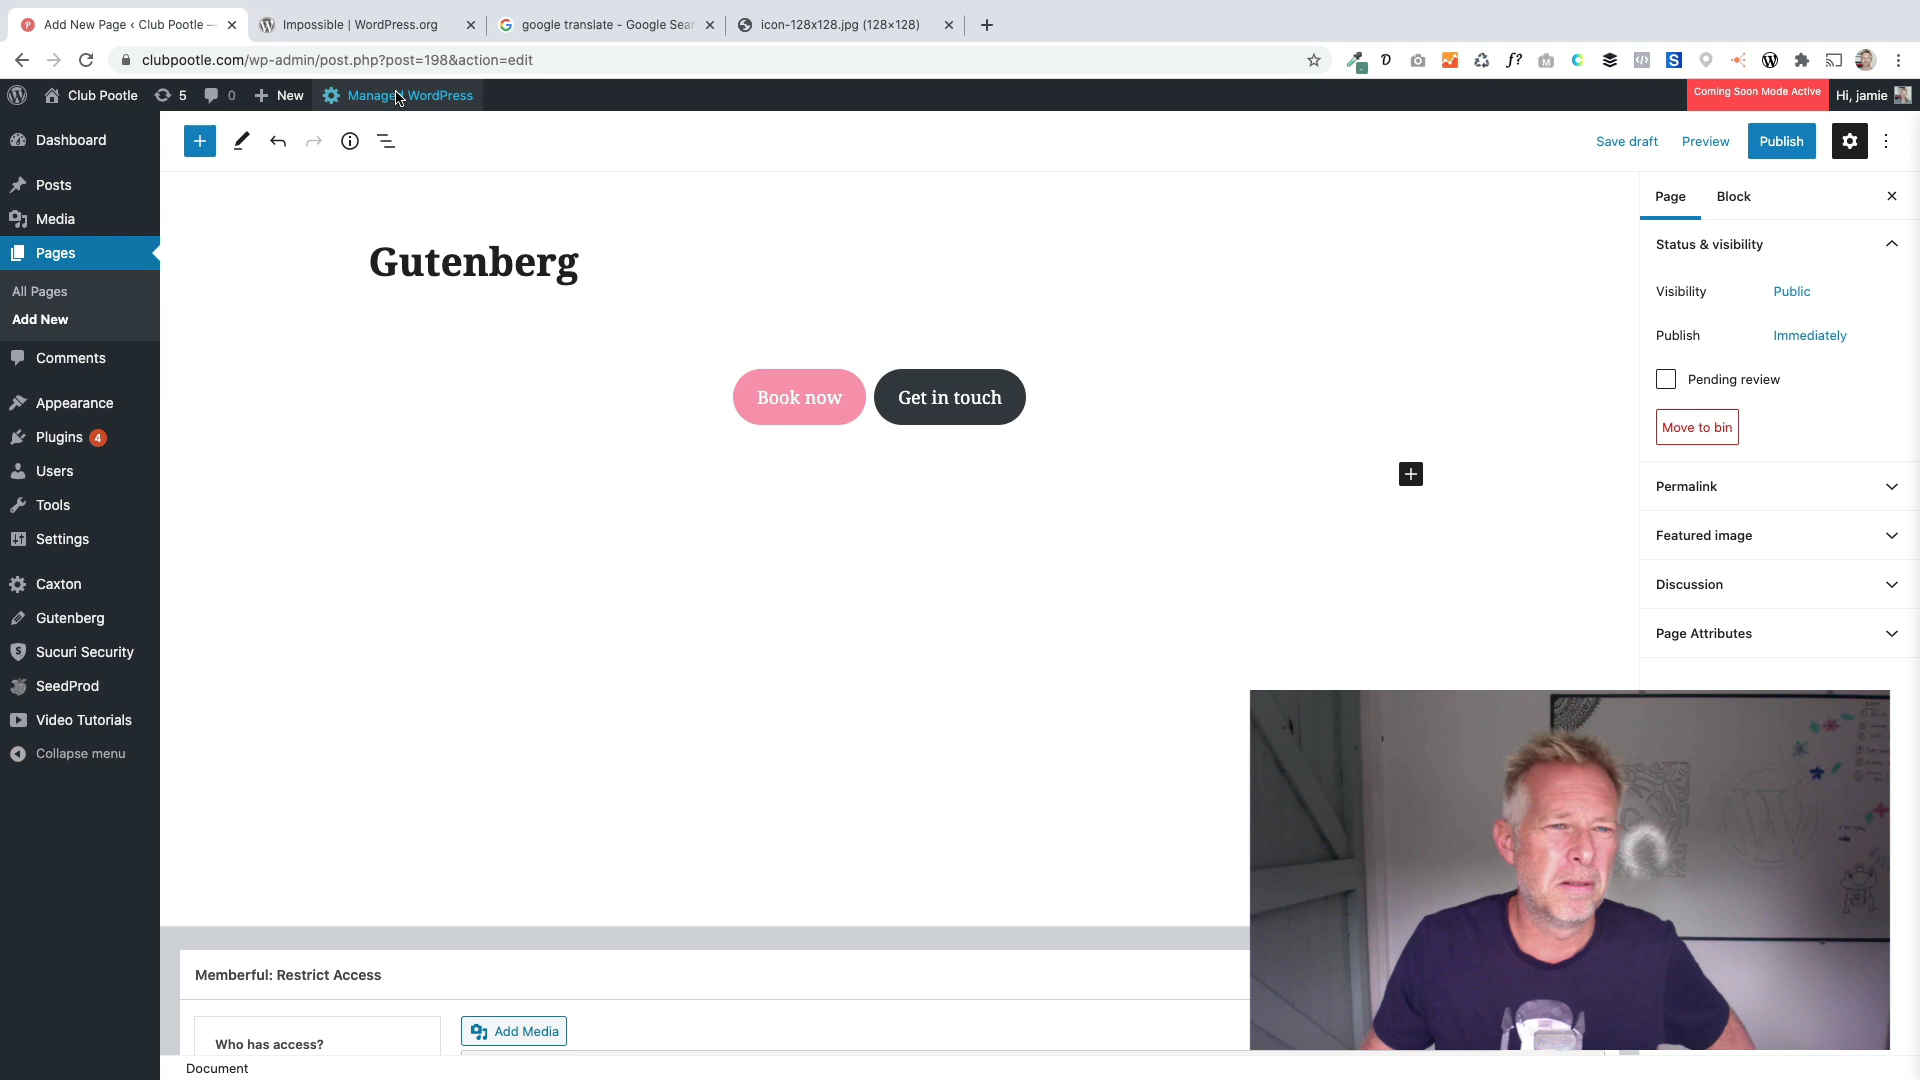 Add New Page ‹ Club Pootle —
Impossible | WordPress.org
google translate - Google Sear
icon-128x128.jpg (128×128)
clubpootle.com/wp-admin/post.php?post=198&action=edit
Club Pootle
5
0
New
Managed WordPress
Coming Soon Mode Active
Hi, jamie
Dashboard
Posts
Media
Pages
All Pages
Add New
Comments
Appearance
Plugins 4
Users
Tools
Settings
Caxton
Gutenberg
Sucuri Security
SeedProd
Video Tutorials
Collapse menu
Save draft
Preview
Publish
Gutenberg
Book now
Get in touch
Page
Block
Status & visibility
Visibility
Public
Publish
Immediately
Pending review
Move to bin
Permalink
Featured image
Discussion
Page Attributes
Memberful: Restrict Access
Who has access?
Add Media
Document